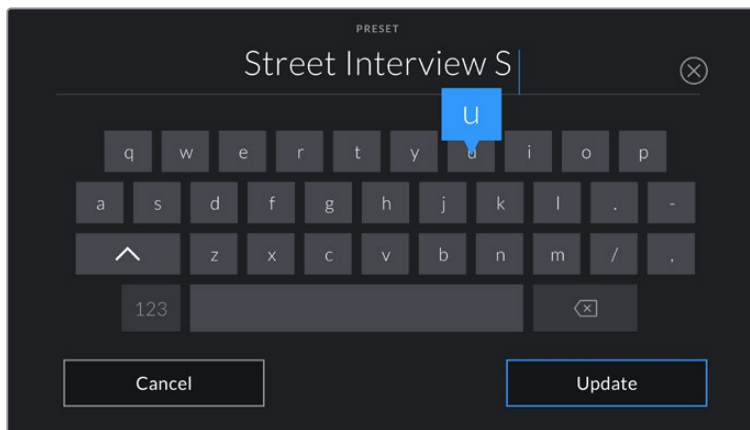 PRESET
Street Interview S
u
q w e r t y u i o p
a s d f g h j k l . -
z x c v b n m / ,
123
Cancel Update